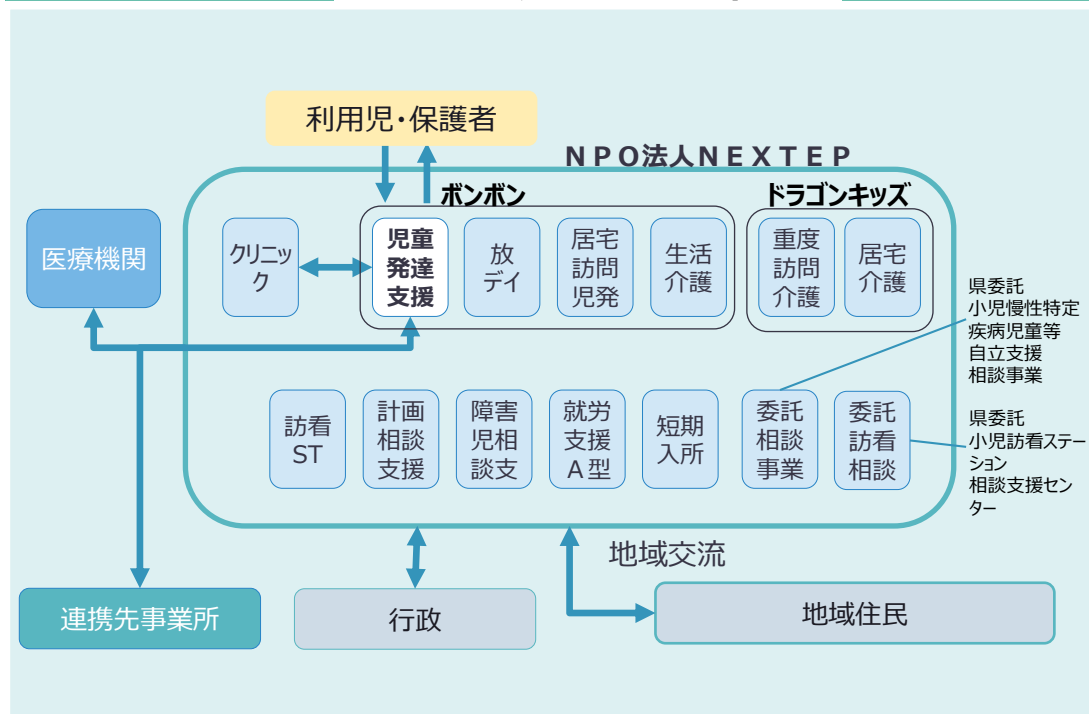 利用児・保護者
NPO法人NEXTEP
ボンボン
ドラゴンキッズ
医療機関
クリニッ
ク
児童
発達
支援
放
デイ
居宅
訪問
児発
生活
介護
重度
訪問
介護
居宅
介護
県委託
小児慢性特定
疾病児童等
自立支援
相談事業
訪看
ST
計画
相談
支援
障害
児相
談支
就労
支援
A型
短期
入所
委託
相談
事業
委託
訪看
相談
県委託
小児訪看ステー
ション
相談支援セン
ター
地域交流
連携先事業所
行政
地域住民